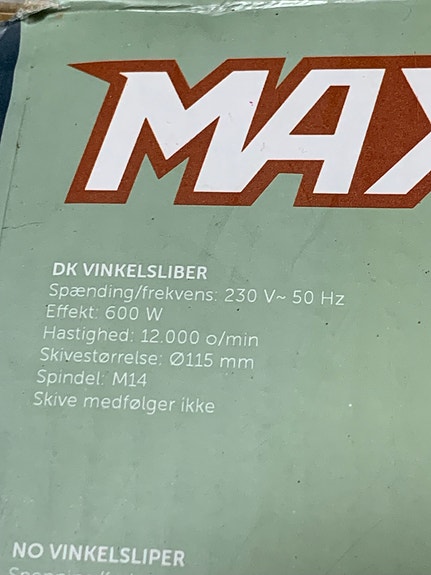 MAX
DK VINKELSLIBER
Spænding/frekvens: 230 V~ 50 Hz
Effekt: 600 W
Hastighed: 12.000 o/min
Skivestørrelse: Ø115 mm
Spindel: M14
Skive medfølger ikke
NO VINKELSLIPER